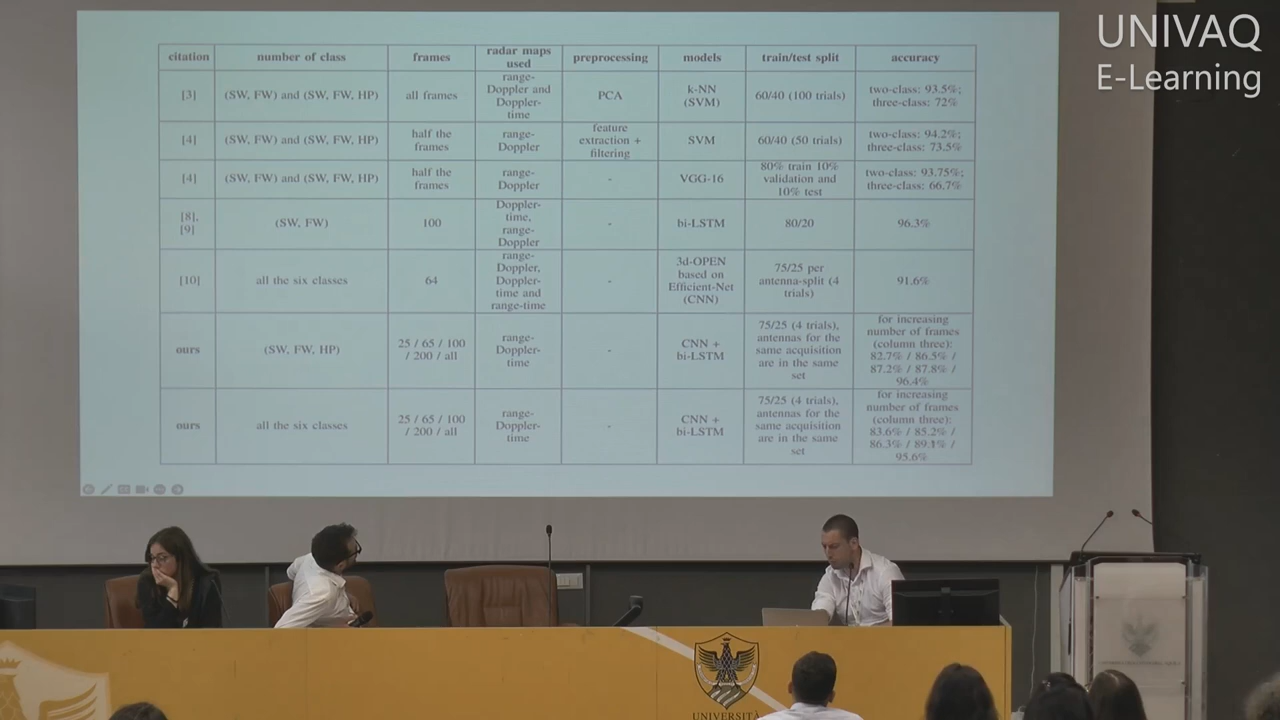 UNIVAQ
E-Learning
citation number of class frames radar maps used preprocessing models train/test split accuracy
[3] (SW, FW) and (SW, FW, HP) all frames range-Doppler and Doppler-time PCA k-NN (SVM) 60/40 (100 trials) two-class: 93.5%; three-class: 72%
[4] (SW, FW) and (SW, FW, HP) half the frames range-Doppler feature extraction + filtering SVM 60/40 (50 trials) two-class: 94.2%; three-class: 73.5%
[4] (SW, FW) and (SW, FW, HP) half the frames range-Doppler - VGG-16 80% train 10% validation and 10% test two-class: 93.75%; three-class: 66.7%
[8], [9] (SW, FW) 100 Doppler-time, range-Doppler - bi-LSTM 80/20 96.3%
[10] all the six classes 64 range-Doppler, Doppler-time and range-time - 3d-OPEN based on Efficient-Net (CNN) 75/25 per antenna-split (4 trials) 91.6%
ours (SW, FW, HP) 25 / 65 / 100 / 200 / all range-Doppler-time - CNN + bi-LSTM 75/25 (4 trials), antennas for the same acquisition are in the same set for increasing number of frames (column three): 82.7% / 86.5% / 87.2% / 87.8% / 96.4%
ours all the six classes 25 / 65 / 100 / 200 / all range-Doppler-time - CNN + bi-LSTM 75/25 (4 trials), antennas for the same acquisition are in the same set for increasing number of frames (column three): 83.6% / 85.2% / 86.3% / 89.1% / 95.6%
UNIVERSITÀ